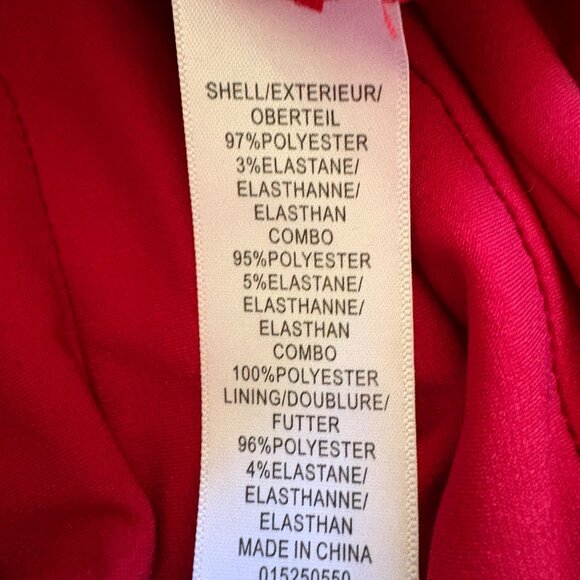 SHELL/EXTERIEUR/
OBERTEIL
97%POLYESTER
3%ELASTANE/
ELASTHANNE/
ELASTHAN
COMBO
95%POLYESTER
5%ELASTANE/
ELASTHANNE/
ELASTHAN
COMBO
100%POLYESTER
LINING/DOUBLURE/
FUTTER
96%POLYESTER
4%ELASTANE/
ELASTHANNE/
ELASTHAN
MADE IN CHINA
015250550